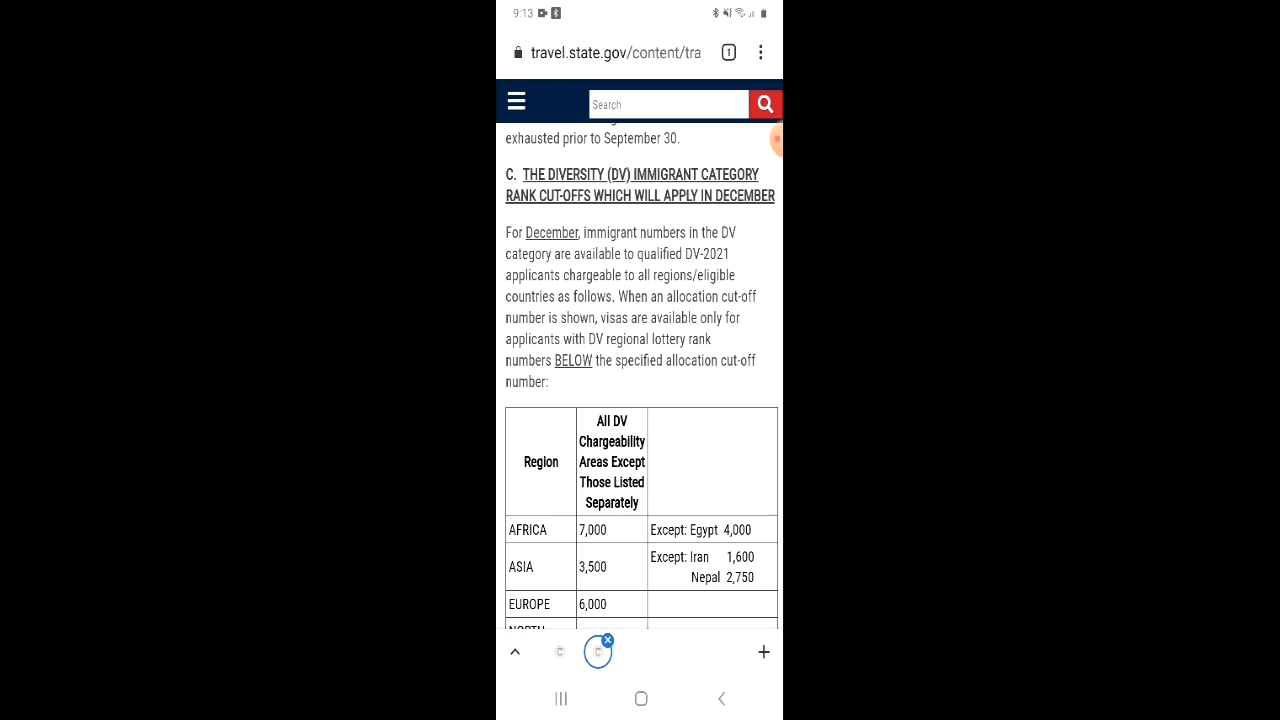 9:13
travel.state.gov/content/tra
1
Search
exhausted prior to September 30.
C. THE DIVERSITY (DV) IMMIGRANT CATEGORY
RANK CUT-OFFS WHICH WILL APPLY IN DECEMBER
For December, immigrant numbers in the DV
category are available to qualified DV-2021
applicants chargeable to all regions/eligible
countries as follows. When an allocation cut-off
number is shown, visas are available only for
applicants with DV regional lottery rank
numbers BELOW the specified allocation cut-off
number:
Region
All DV
Chargeability
Areas Except
Those Listed
Separately
AFRICA 7,000 Except: Egypt 4,000
ASIA 3,500 Except: Iran 1,600
Nepal 2,750
EUROPE 6,000